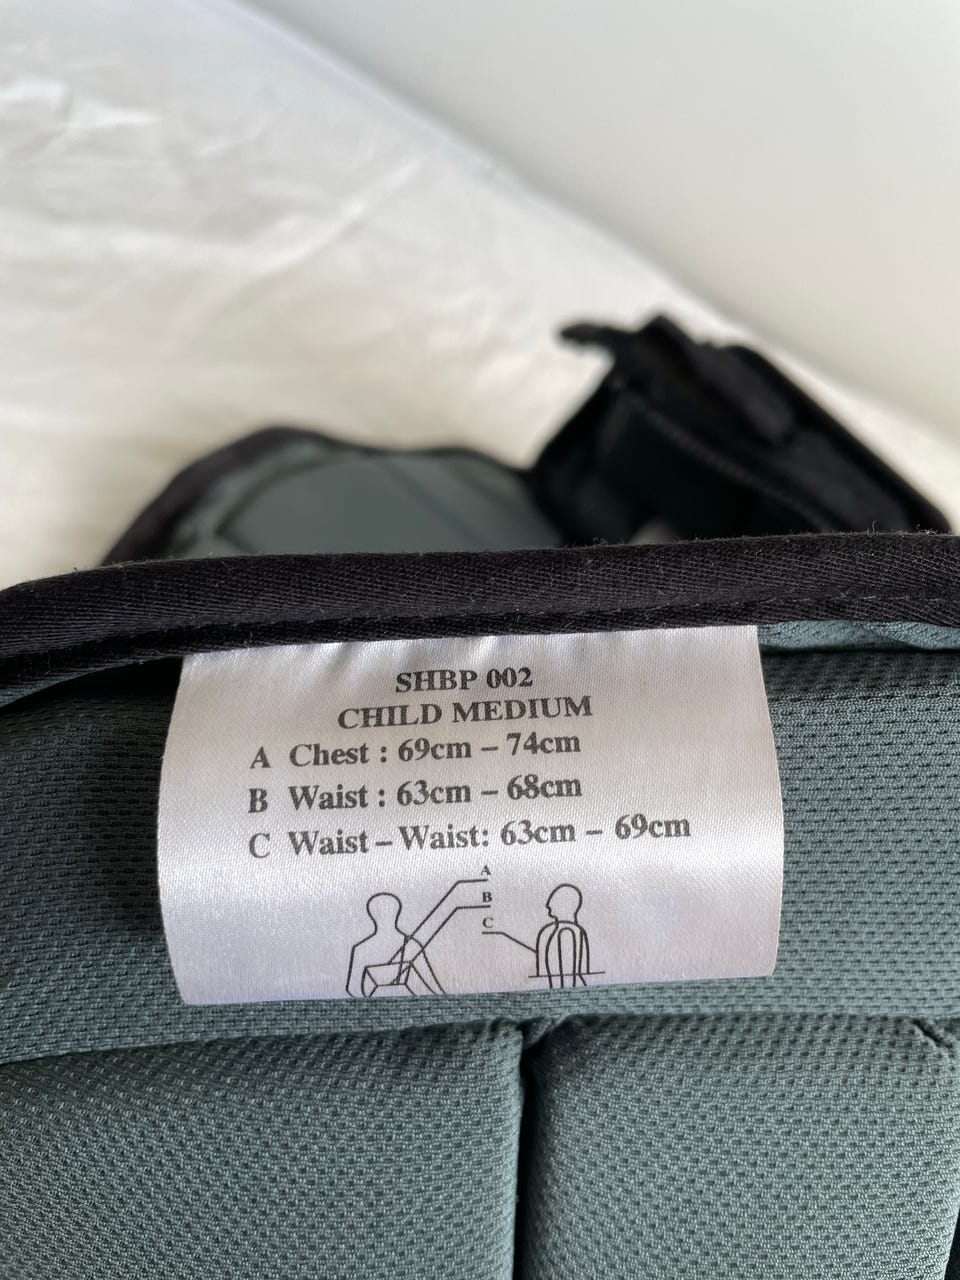 SHBP 002
CHILD MEDIUM
A Chest : 69cm – 74cm
B Waist : 63cm – 68cm
C Waist – Waist: 63cm – 69cm
A
B
C